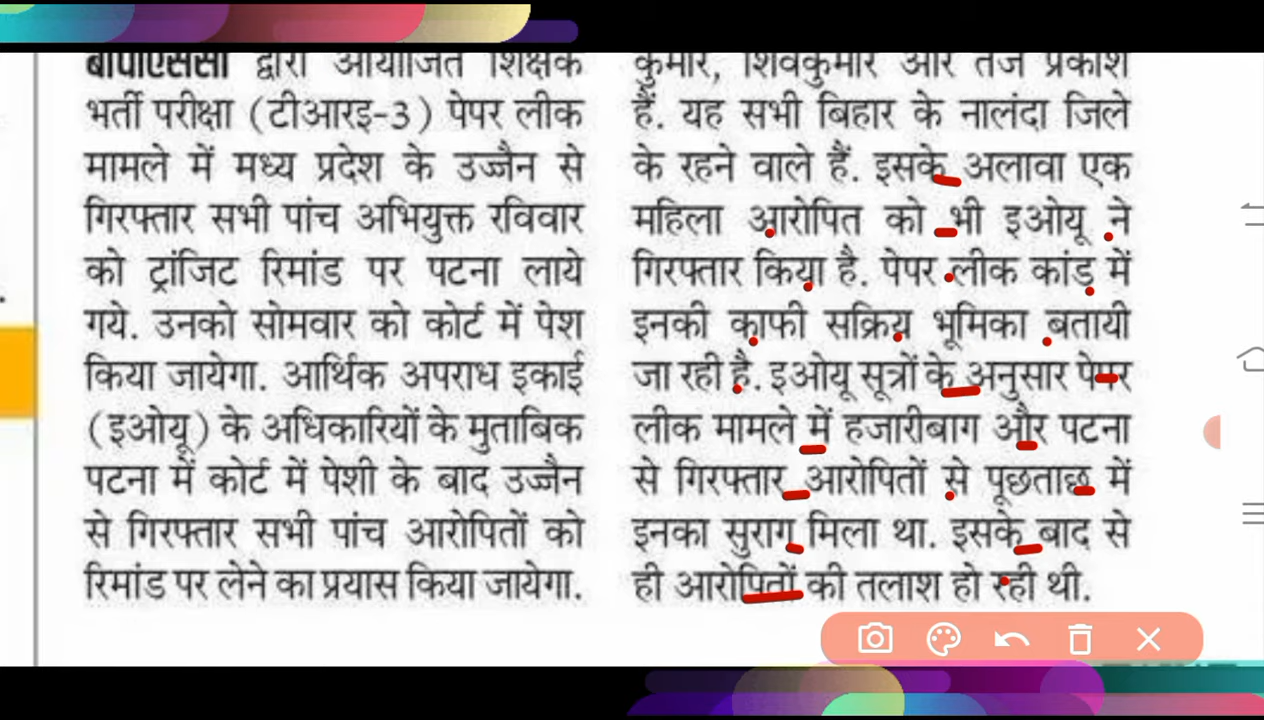 बीपीएससी द्वारा आयोजित शिक्षक
भर्ती परीक्षा (टीआरइ-3) पेपर लीक
मामले में मध्य प्रदेश के उज्जैन से
गिरफ्तार सभी पांच अभियुक्त रविवार
को ट्रांजिट रिमांड पर पटना लाये
गये. उनको सोमवार को कोर्ट में पेश
किया जायेगा. आर्थिक अपराध इकाई
(इओयू) के अधिकारियों के मुताबिक
पटना में कोर्ट में पेशी के बाद उज्जैन
से गिरफ्तार सभी पांच आरोपितों को
रिमांड पर लेने का प्रयास किया जायेगा.
कुमार, शिवकुमार और तेज प्रकाश
हैं. यह सभी बिहार के नालंदा जिले
के रहने वाले हैं. इसके अलावा एक
महिला आरोपित को भी इओयू ने
गिरफ्तार किया है. पेपर लीक कांड में
इनकी काफी सक्रिय भूमिका बतायी
जा रही है. इओयू सूत्रों के अनुसार पेपर
लीक मामले में हजारीबाग और पटना
से गिरफ्तार आरोपितों से पूछताछ में
इनका सुराग मिला था. इसके बाद से
ही आरोपितों की तलाश हो रही थी.